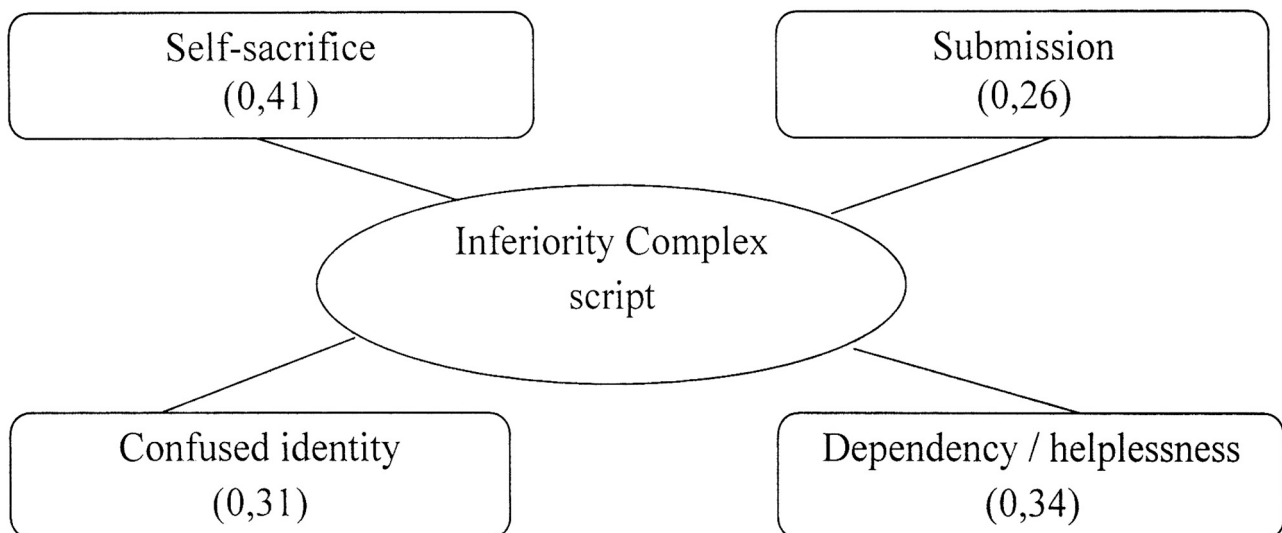 Self-sacrifice
(0,41)
Submission
(0,26)
Inferiority Complex
script
Confused identity
(0,31)
Dependency / helplessness
(0,34)